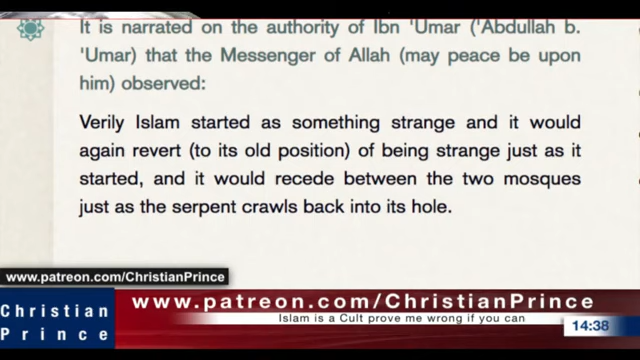 It is narrated on the authority of Ibn 'Umar ('Abdullah b.
'Umar) that the Messenger of Allah (may peace be upon
him) observed:
Verily Islam started as something strange and it would
again revert (to its old position) of being strange just as it
started, and it would recede between the two mosques
just as the serpent crawls back into its hole.
www.patreon.com/ChristianPrince
Christian
Prince
www.patreon.com/ChristianPrince
Islam is a Cult prove me wrong if you can
14:38